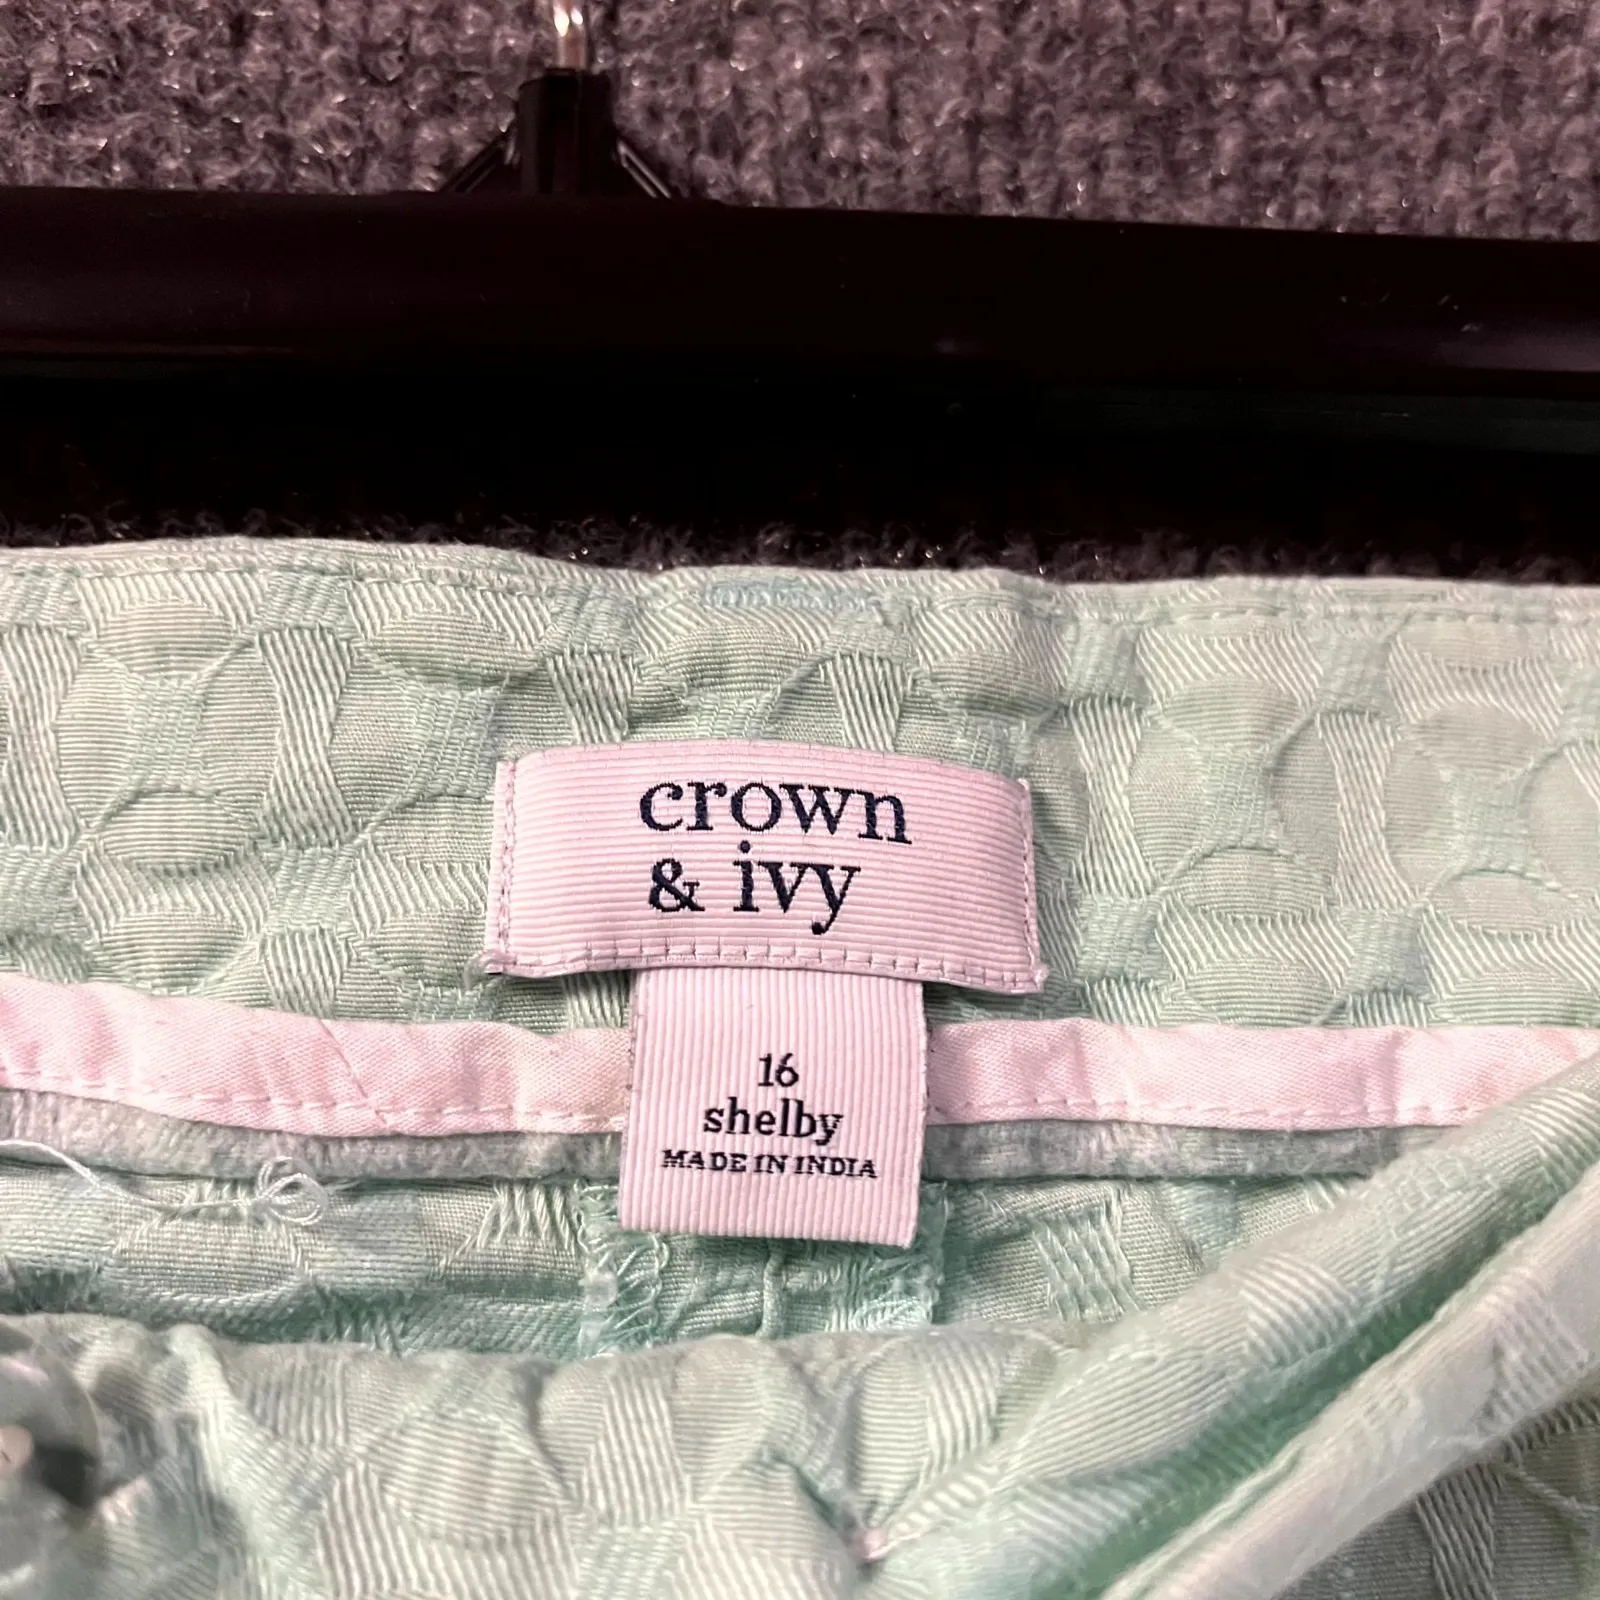 crown
& ivy
16
shelby
MADE IN INDIA